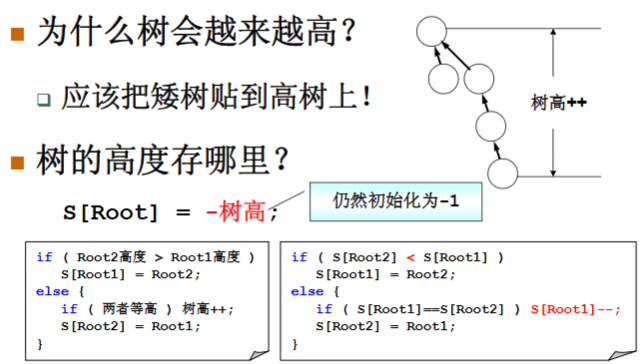 为什么树会越来越高？
应该把矮树贴到高树上！
树高++
树的高度存哪里？
S[Root] = -树高;
仍然初始化为-1
if ( Root2高度 > Root1高度 )
S[Root1] = Root2;
else {
if ( 两者等高 ) 树高++;
S[Root2] = Root1;
}
if ( S[Root2] < S[Root1] )
S[Root1] = Root2;
else {
if ( S[Root1]==S[Root2] ) S[Root1]--;
S[Root2] = Root1;
}